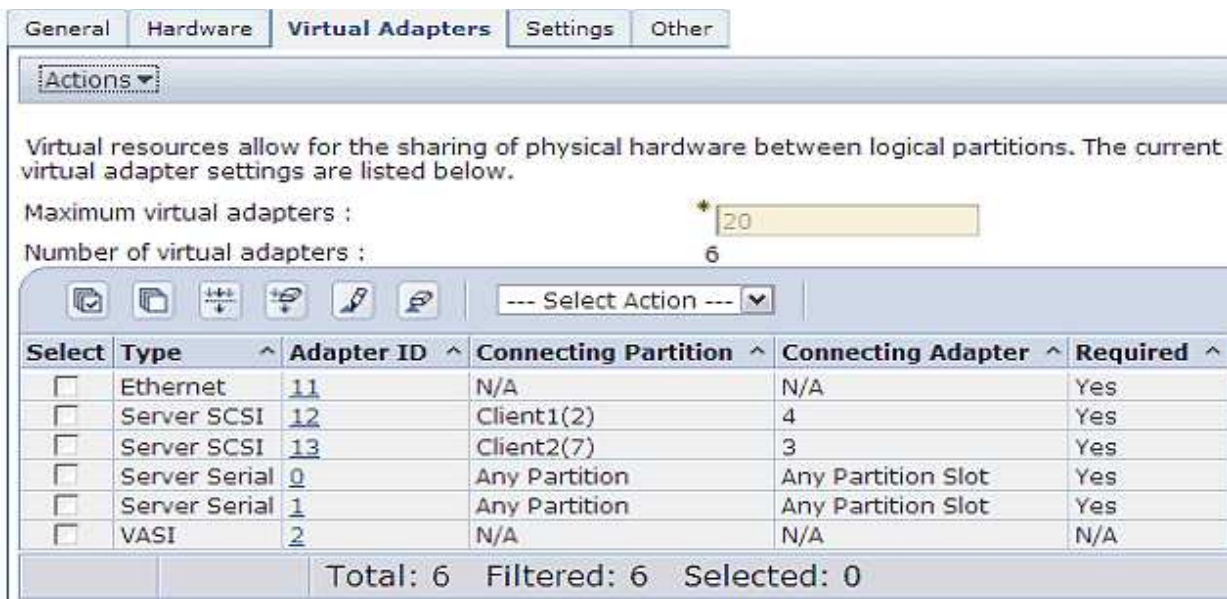 General Hardware Virtual Adapters Settings Other
Actions
Virtual resources allow for the sharing of physical hardware between logical partitions. The current
virtual adapter settings are listed below.
Maximum virtual adapters : * 20
Number of virtual adapters : 6
--- Select Action ---
Select Type ^ Adapter ID ^ Connecting Partition ^ Connecting Adapter ^ Required ^
Ethernet 11 N/A N/A Yes
Server SCSI 12 Client1(2) 4 Yes
Server SCSI 13 Client2(7) 3 Yes
Server Serial 0 Any Partition Any Partition Slot Yes
Server Serial 1 Any Partition Any Partition Slot Yes
VASI 2 N/A N/A N/A
Total: 6 Filtered: 6 Selected: 0